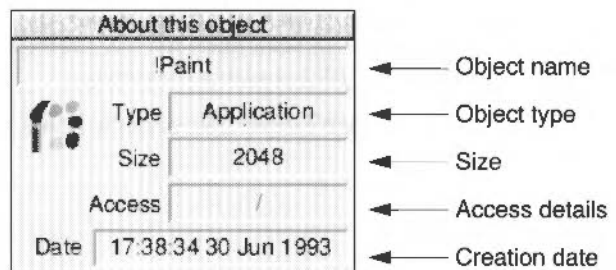 About this object
!Paint Object name
Type Application Object type
Size 2048 Size
Access / Access details
Date 17:38:34 30 Jun 1993 Creation date